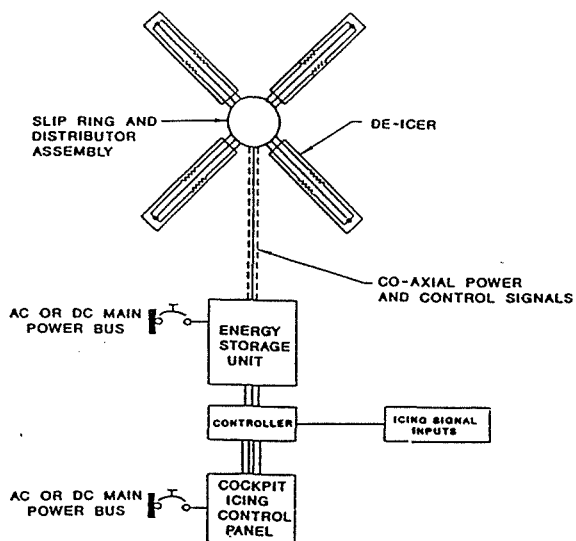 SLIP RING AND
DISTRIBUTOR
ASSEMBLY
DE-ICER
CO-AXIAL POWER
AND CONTROL SIGNALS
AC OR DC MAIN
POWER BUS
ENERGY
STORAGE
UNIT
CONTROLLER
ICING SIGNAL
INPUTS
AC OR DC MAIN
POWER BUS
COCKPIT
ICING
CONTROL
PANEL